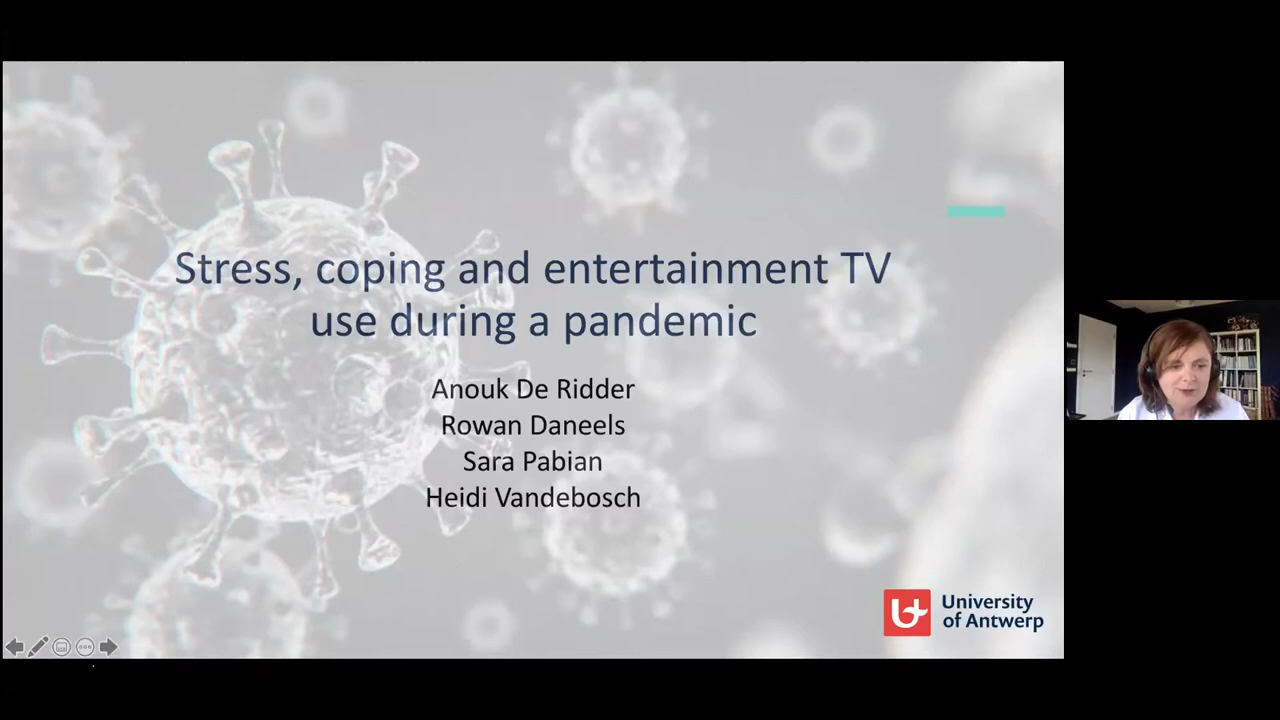 Stress, coping and entertainment TV
use during a pandemic
Anouk De Ridder
Rowan Daneels
Sara Pabian
Heidi Vandebosch
University
of Antwerp